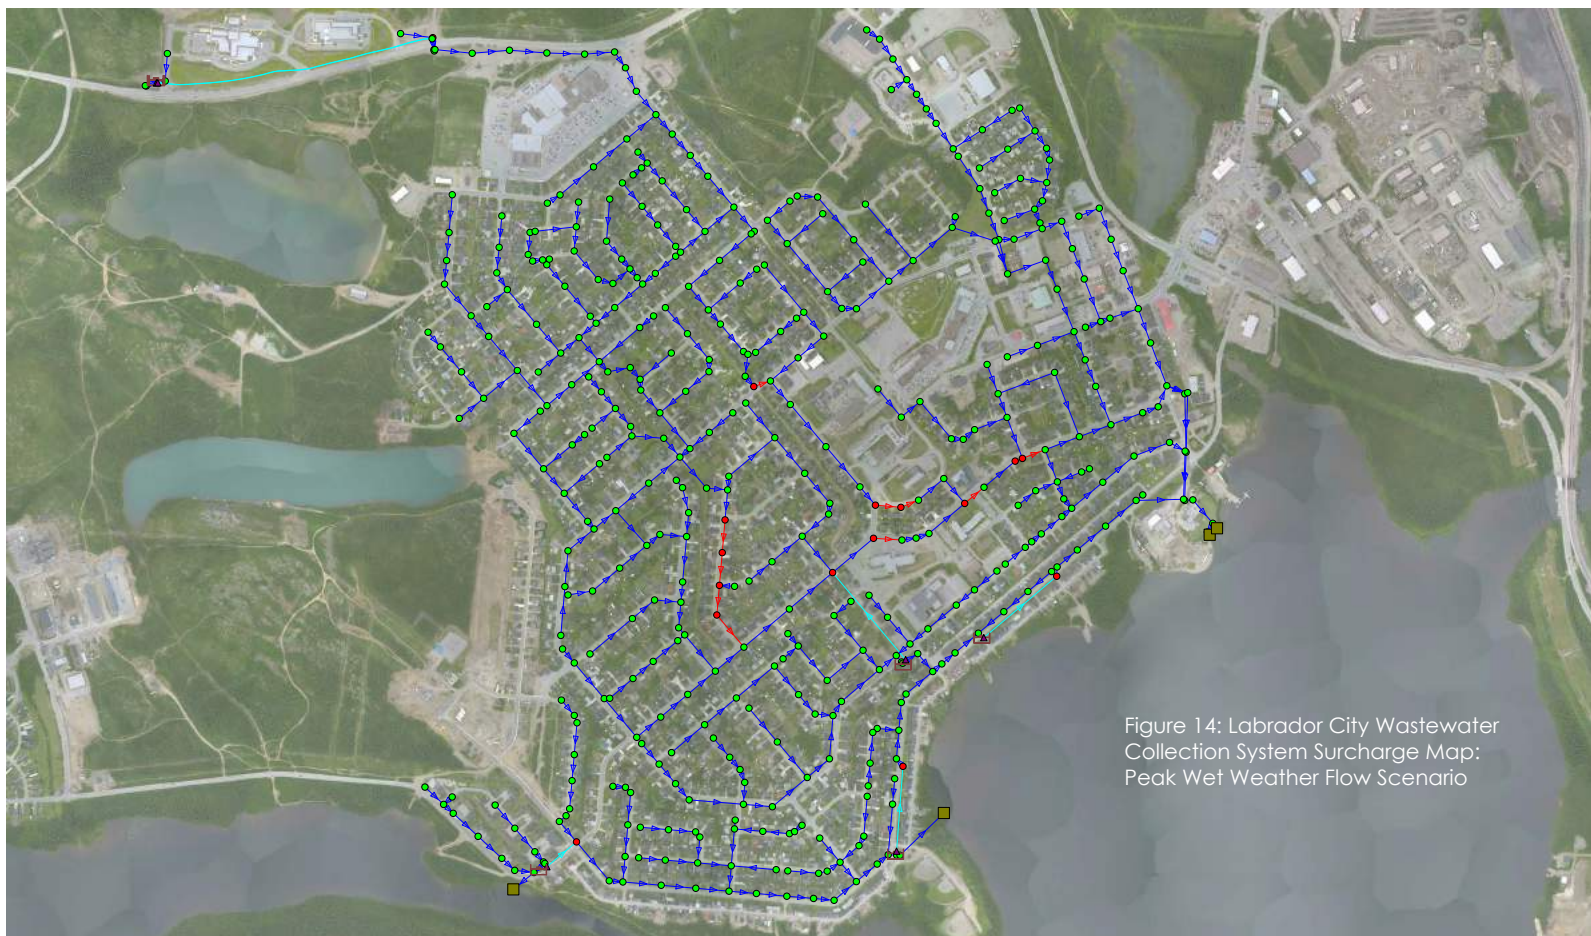 Figure 14: Labrador City Wastewater
Collection System Surcharge Map:
Peak Wet Weather Flow Scenario